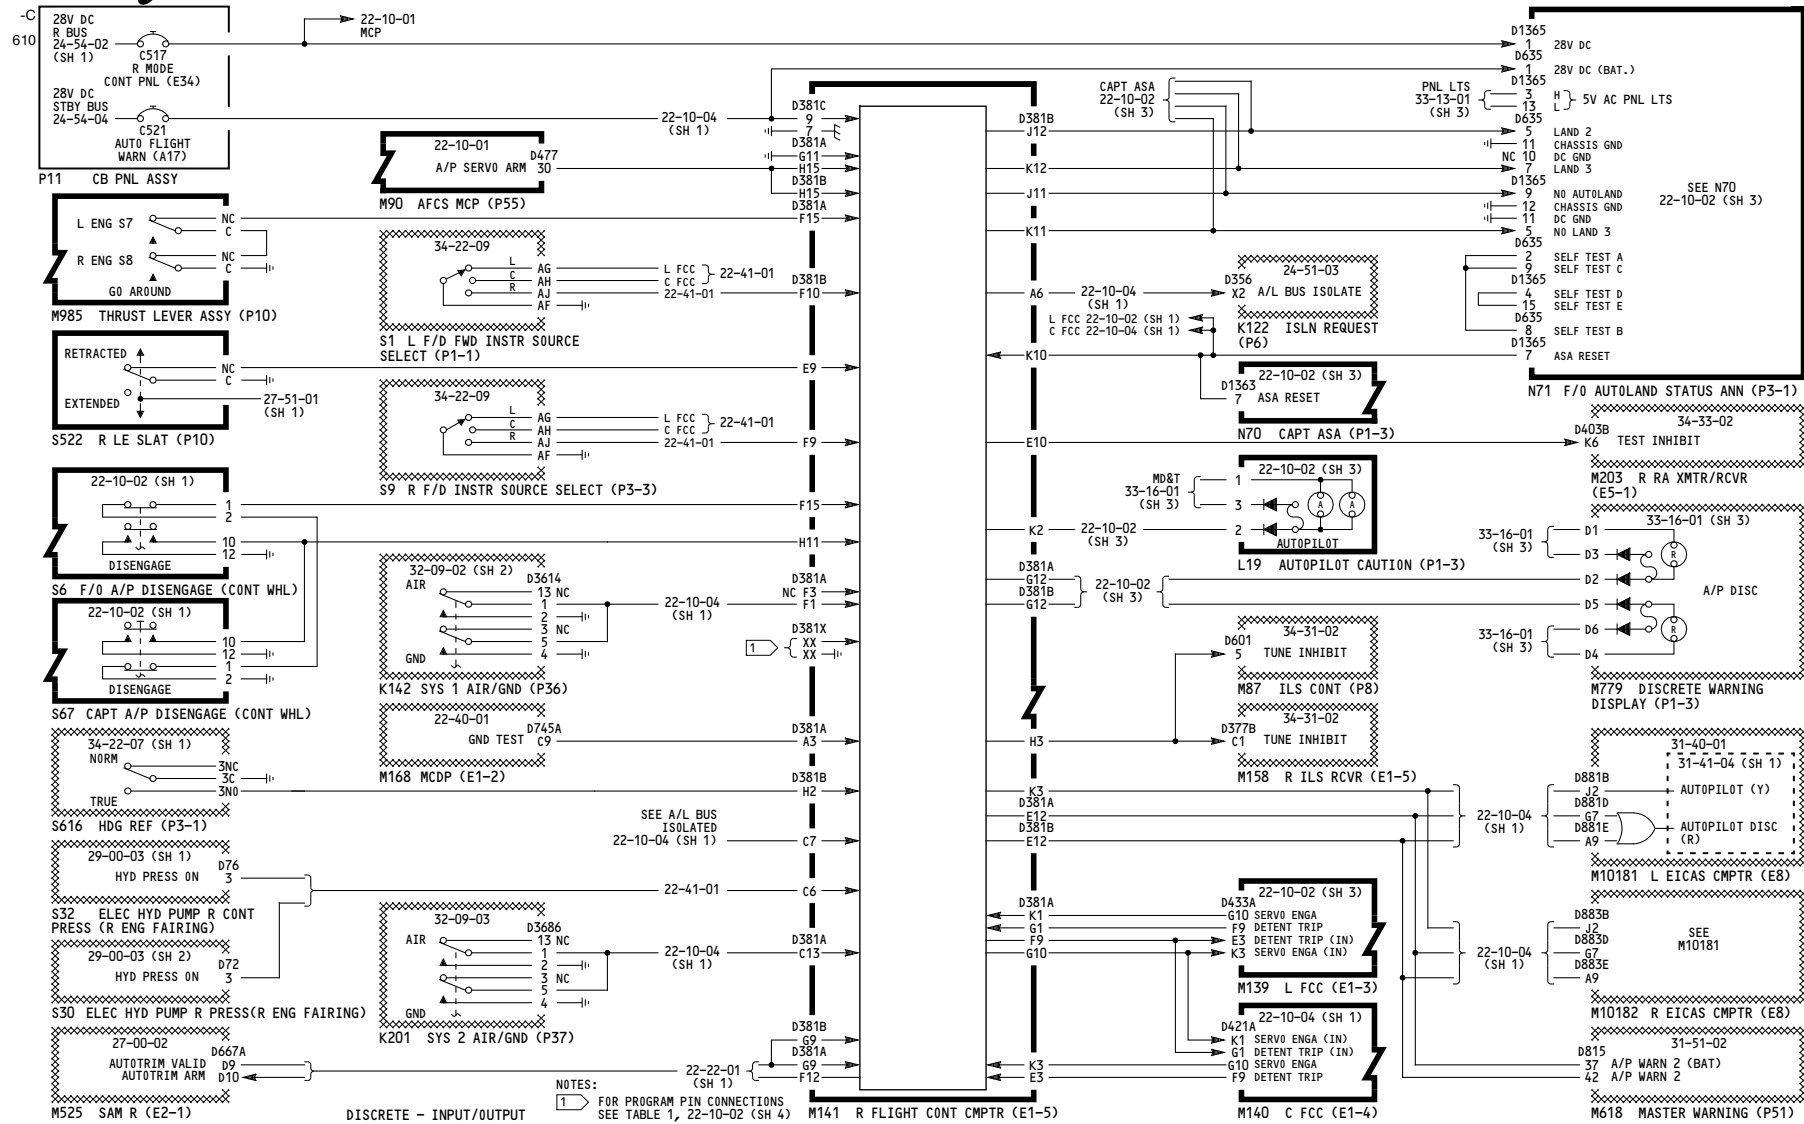 -C
610
28V DC
R BUS
24-54-02
(SH 1)
C517
R MODE
CONT PNL (E34)
28V DC
STBY BUS
24-54-04
C521
AUTO FLIGHT
WARN (A17)
P11 CB PNL ASSY
22-10-01
MCP
L ENG S7
NC
C
R ENG S8
NC
C
GO AROUND
M985 THRUST LEVER ASSY (P10)
RETRACTED
NC
C
EXTENDED
27-51-01
(SH 1)
S522 R LE SLAT (P10)
22-10-02 (SH 1)
1
2
10
12
DISENGAGE
S6 F/O A/P DISENGAGE (CONT WHL)
22-10-02 (SH 1)
10
12
1
2
DISENGAGE
S67 CAPT A/P DISENGAGE (CONT WHL)
34-22-07 (SH 1)
NORM
3NC
3C
3NO
TRUE
S616 HDG REF (P3-1)
29-00-03 (SH 1)
D76
HYD PRESS ON 3
S32 ELEC HYD PUMP R CONT
PRESS (R ENG FAIRING)
29-00-03 (SH 2)
D72
HYD PRESS ON 3
S30 ELEC HYD PUMP R PRESS(R ENG FAIRING)
27-00-02
D667A
AUTOTRIM VALID D9
AUTOTRIM ARM D10
M525 SAM R (E2-1)
22-10-01
D477
A/P SERVO ARM 30
M90 AFCS MCP (P55)
34-22-09
L AG
C AH
R AJ
AF
L FCC
C FCC
22-41-01
22-41-01
S1 L F/D FWD INSTR SOURCE
SELECT (P1-1)
34-22-09
L AG
C AH
R AJ
AF
L FCC
C FCC
22-41-01
22-41-01
S9 R F/D INSTR SOURCE SELECT (P3-3)
32-09-02 (SH 2)
AIR
D3614
13 NC
1
2
3 NC
5
4
GND
22-10-04
(SH 1)
K142 SYS 1 AIR/GND (P36)
22-40-01
D745A
GND TEST C9
M168 MCDP (E1-2)
SEE A/L BUS
ISOLATED
22-10-04 (SH 1)
22-41-01
32-09-03
AIR
D3686
13 NC
1
2
3 NC
5
4
GND
22-10-04
(SH 1)
K201 SYS 2 AIR/GND (P37)
22-22-01
(SH 1)
DISCRETE - INPUT/OUTPUT
NOTES:
1 FOR PROGRAM PIN CONNECTIONS
SEE TABLE 1, 22-10-02 (SH 4)
22-10-04
(SH 1)
D381C
9
7
D381A
G11
H15
D381B
H15
D381A
F15
D381B
F10
E9
F9
F15
H11
D381A
NC F3
F1
D381X
1
XX
XX
D381A
A3
D381B
H2
C7
C6
D381A
C13
D381B
G9
D381A
G9
F12
M141 R FLIGHT CONT CMPTR (E1-5)
D381B
J12
K12
J11
K11
A6
K10
E10
K2
D381A
G12
D381B
G12
H3
K3
D381A
E12
D381B
E12
D381A
K1
G1
F9
G10
K3
E3
CAPT ASA
22-10-02
(SH 3)
22-10-04
(SH 1)
L FCC 22-10-02 (SH 1)
C FCC 22-10-04 (SH 1)
24-51-03
D356
X2 A/L BUS ISOLATE
K122 ISLN REQUEST
(P6)
22-10-02 (SH 3)
D1363
7 ASA RESET
N70 CAPT ASA (P1-3)
MD&T
33-16-01
(SH 3)
22-10-02 (SH 3)
1
3
2
A
A
AUTOPILOT
22-10-02
(SH 3)
L19 AUTOPILOT CAUTION (P1-3)
22-10-02
(SH 3)
34-31-02
D601
5 TUNE INHIBIT
M87 ILS CONT (P8)
34-31-02
D377B
C1 TUNE INHIBIT
M158 R ILS RCVR (E1-5)
22-10-02 (SH 3)
D433A
G10 SERVO ENGA
F9 DETENT TRIP
E3 DETENT TRIP (IN)
K3 SERVO ENGA (IN)
M139 L FCC (E1-3)
22-10-04 (SH 1)
D421A
K1 SERVO ENGA (IN)
G1 DETENT TRIP (IN)
G10 SERVO ENGA
F9 DETENT TRIP
M140 C FCC (E1-4)
PNL LTS
33-13-01
(SH 3)
D1365
1 28V DC
D635
1 28V DC (BAT.)
D1365
3 H
13 L
5V AC PNL LTS
D635
5 LAND 2
11 CHASSIS GND
NC 10 DC GND
7 LAND 3
D1365
9 NO AUTOLAND
12 CHASSIS GND
11 DC GND
5 NO LAND 3
D635
2 SELF TEST A
9 SELF TEST C
4 SELF TEST D
15 SELF TEST E
D635
8 SELF TEST B
D1365
7 ASA RESET
SEE N70
22-10-02 (SH 3)
N71 F/O AUTOLAND STATUS ANN (P3-1)
34-33-02
D403B
K6 TEST INHIBIT
M203 R RA XMTR/RCVR
(E5-1)
33-16-01 (SH 3)
33-16-01
(SH 3)
D1
D3
D2
D5
D6
D4
R
R
A/P DISC
33-16-01
(SH 3)
M779 DISCRETE WARNING
DISPLAY (P1-3)
31-40-01
31-41-04 (SH 1)
D881B
J2
D881D
G7
D881E
A9
AUTOPILOT (Y)
AUTOPILOT DISC
(R)
22-10-04
(SH 1)
M10181 L EICAS CMPTR (E8)
D883B
J2
D883D
G7
D883E
A9
SEE
M10181
22-10-04
(SH 1)
M10182 R EICAS CMPTR (E8)
31-51-02
D815
37 A/P WARN 2 (BAT)
42 A/P WARN 2
M618 MASTER WARNING (P51)